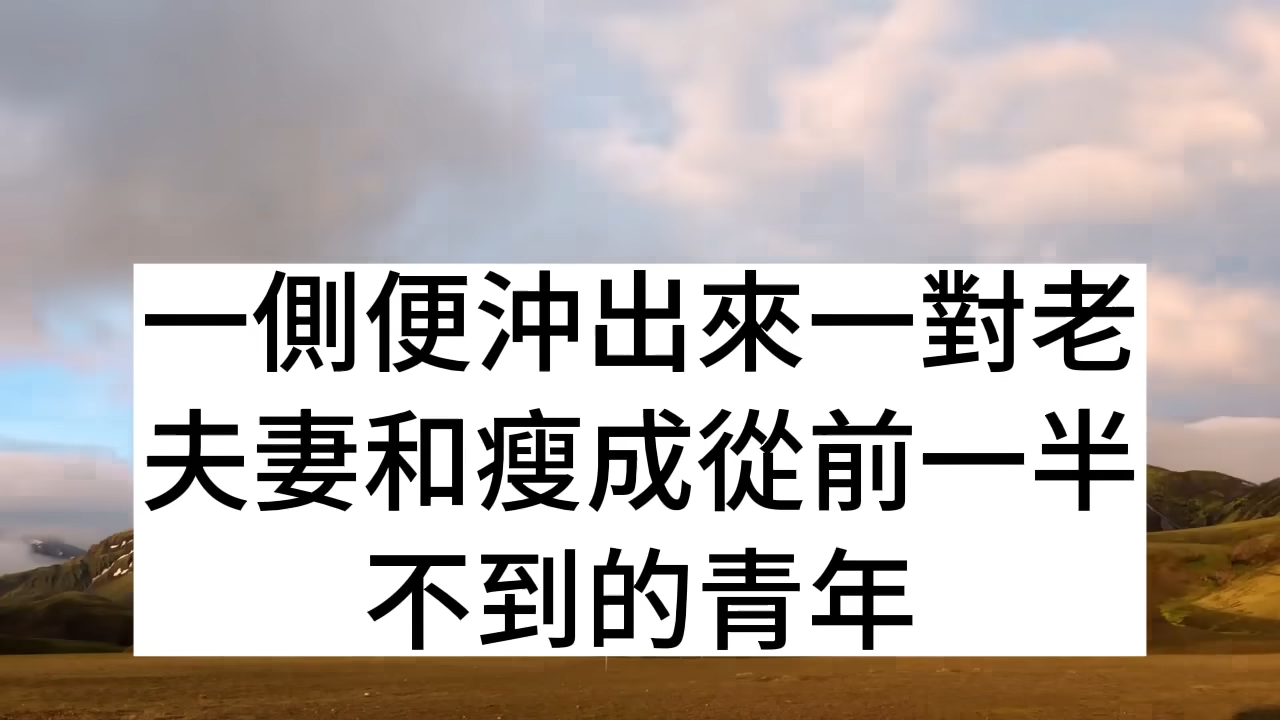 一側便沖出來一對老
夫妻和瘦成從前一半
不到的青年